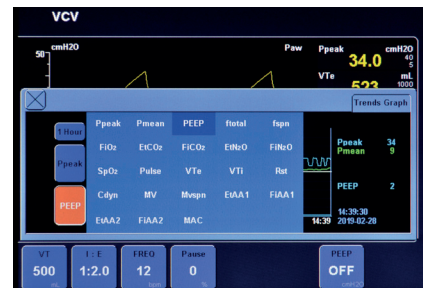 VCV
cmH2O
50
Paw
Ppeak
cmH2O
34.0
40
5
VTe
mL
523
1000
Trends Graph
1 Hour
Ppeak
PEEP
Ppeak Pmean PEEP ftotal fspn
FiO2 EtCO2 FiCO2 EtN2O FiN2O
SpO2 Pulse VTe VTi Rst
Cdyn MV Mvspn EtAA1 FiAA1
EtAA2 FiAA2 MAC
Ppeak 34
Pmean 9
PEEP 2
14:39:30
14:39 2019-02-28
VT
500
mL
I : E
1:2.0
FREQ
12
bpm
Pause
0
%
PEEP
OFF
cmH2O